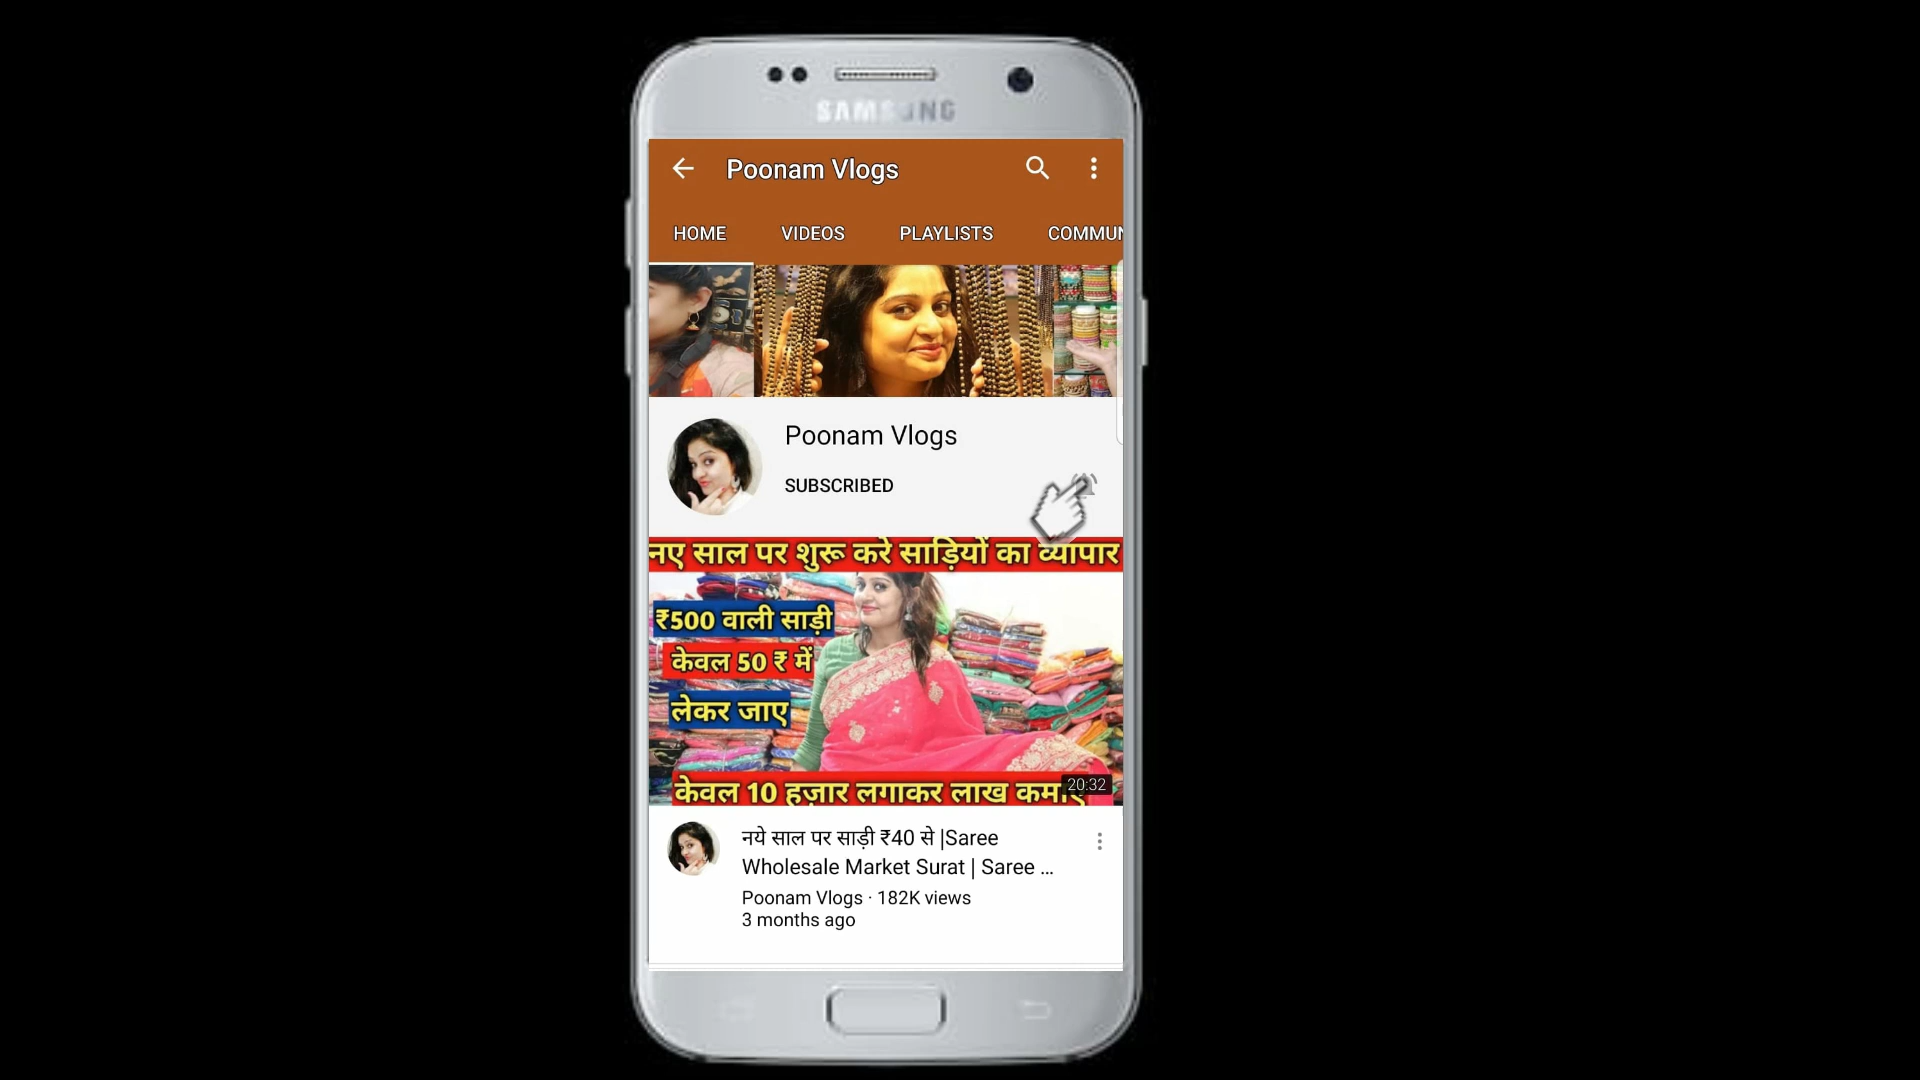 SAMSUNG
Poonam Vlogs
HOME VIDEOS PLAYLISTS COMMUN
Poonam Vlogs
SUBSCRIBED
नए साल पर शुरू करे साड़ियों का व्यापार
₹500 वाली साड़ी
केवल 50 ₹ में
लेकर जाए
केवल 10 हज़ार लगाकर लाख कमाए
20:32
नये साल पर साड़ी ₹40 से |Saree
Wholesale Market Surat | Saree ...
Poonam Vlogs · 182K views
3 months ago